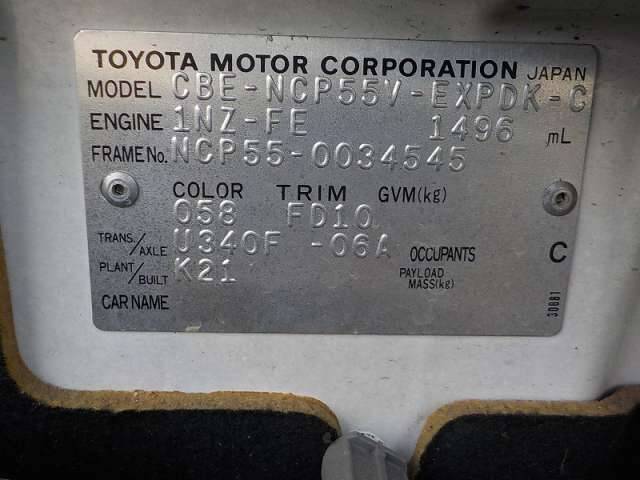 TOYOTA MOTOR CORPORATION JAPAN
MODEL CBE-NCP55V-EXPDK-C
ENGINE 1NZ-FE 1496 mL
FRAME No. NCP55-0034545
COLOR TRIM GVM(kg)
058 FD10
TRANS./AXLE U340F -06A OCCUPANTS C
PLANT/BUILT K21 PAYLOAD MASS(kg)
CAR NAME
30681